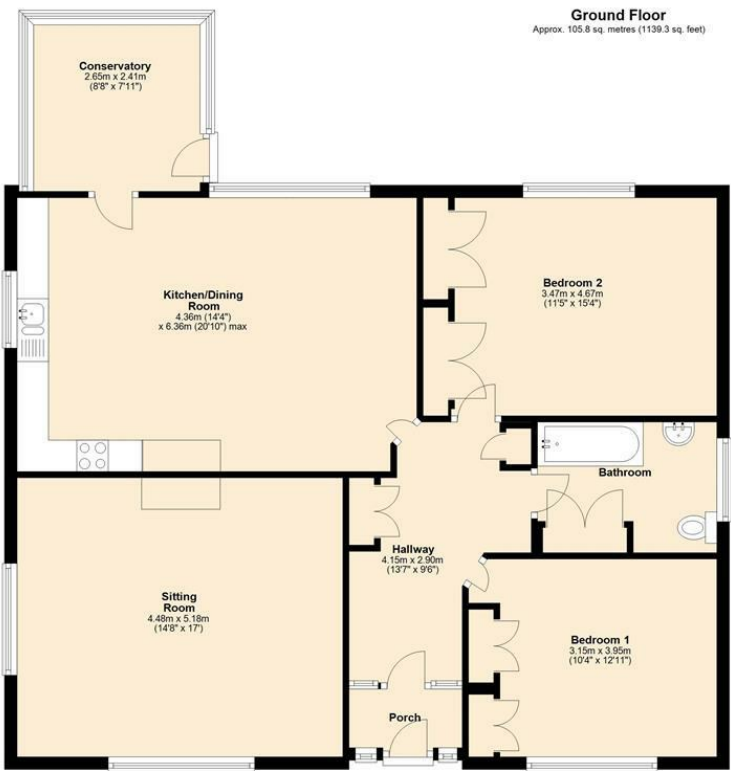 Ground Floor
Approx. 105.8 sq. metres (1139.3 sq. feet)
Conservatory
2.65m x 2.41m
(8'8" x 7'11")
Kitchen/Dining
Room
4.36m (14'4")
x 6.36m (20'10") max
Bedroom 2
3.47m x 4.67m
(11'5" x 15'4")
Bathroom
Hallway
4.15m x 2.90m
(13'7" x 9'6")
Sitting
Room
4.48m x 5.18m
(14'8" x 17')
Bedroom 1
3.15m x 3.95m
(10'4" x 12'11")
Porch